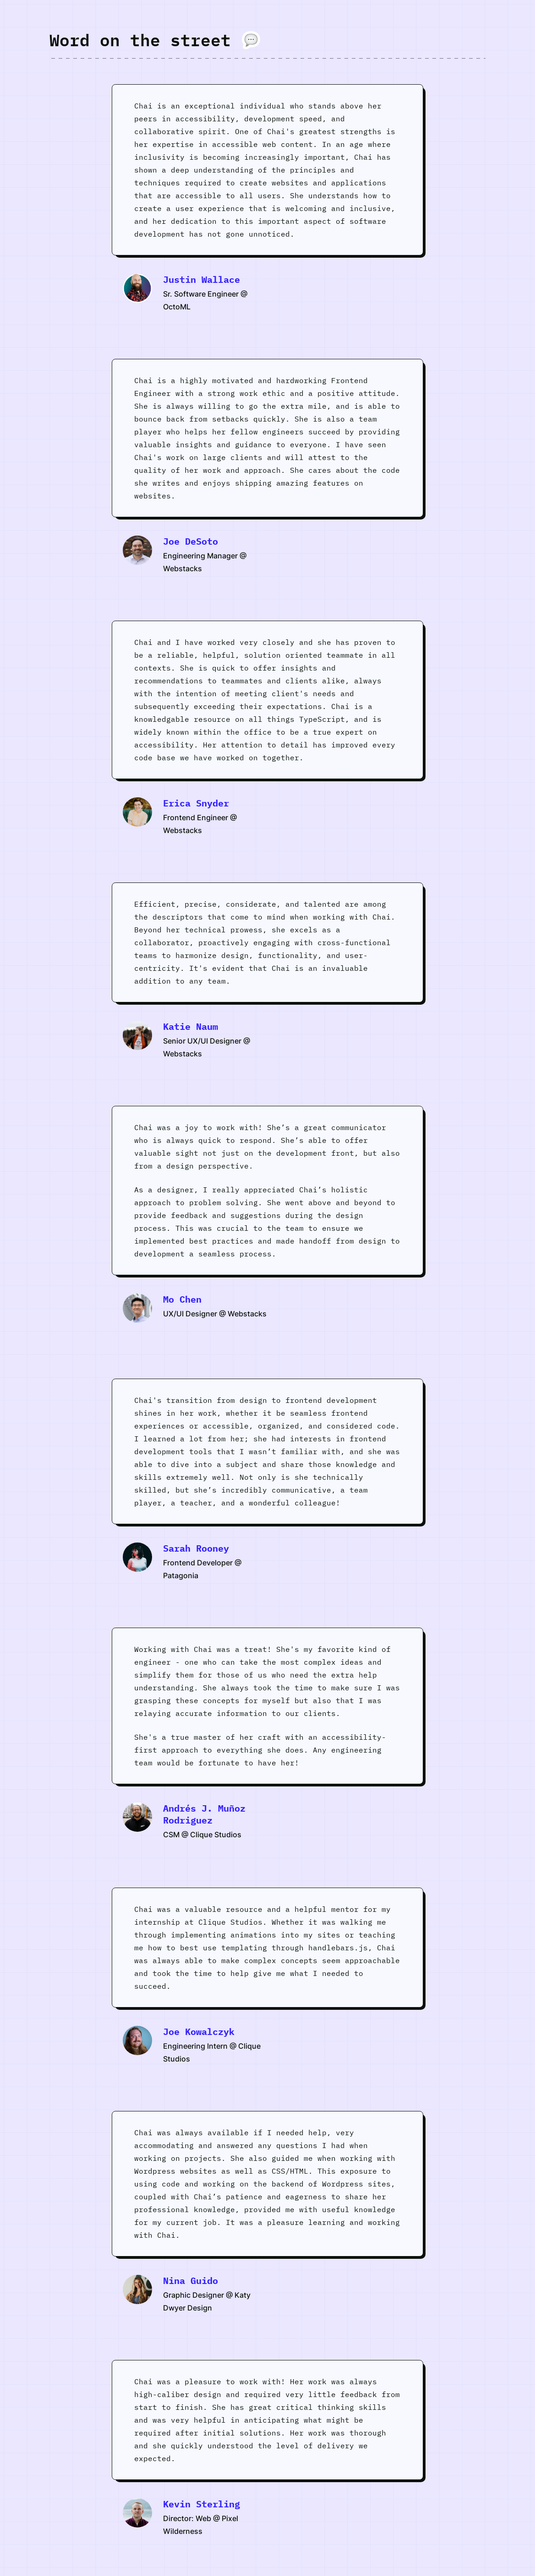 Word on the street 💬
Chai is an exceptional individual who stands above her
peers in accessibility, development speed, and
collaborative spirit. One of Chai's greatest strengths is
her expertise in accessible web content. In an age where
inclusivity is becoming increasingly important, Chai has
shown a deep understanding of the principles and
techniques required to create websites and applications
that are accessible to all users. She understands how to
create a user experience that is welcoming and inclusive,
and her dedication to this important aspect of software
development has not gone unnoticed.
Justin Wallace
Sr. Software Engineer @
OctoML
Chai is a highly motivated and hardworking Frontend
Engineer with a strong work ethic and a positive attitude.
She is always willing to go the extra mile, and is able to
bounce back from setbacks quickly. She is also a team
player who helps her fellow engineers succeed by providing
valuable insights and guidance to everyone. I have seen
Chai's work on large clients and will attest to the
quality of her work and approach. She cares about the code
she writes and enjoys shipping amazing features on
websites.
Joe DeSoto
Engineering Manager @
Webstacks
Chai and I have worked very closely and she has proven to
be a reliable, helpful, solution oriented teammate in all
contexts. She is quick to offer insights and
recommendations to teammates and clients alike, always
with the intention of meeting client's needs and
subsequently exceeding their expectations. Chai is a
knowledgable resource on all things TypeScript, and is
widely known within the office to be a true expert on
accessibility. Her attention to detail has improved every
code base we have worked on together.
Erica Snyder
Frontend Engineer @
Webstacks
Efficient, precise, considerate, and talented are among
the descriptors that come to mind when working with Chai.
Beyond her technical prowess, she excels as a
collaborator, proactively engaging with cross-functional
teams to harmonize design, functionality, and user-
centricity. It's evident that Chai is an invaluable
addition to any team.
Katie Naum
Senior UX/UI Designer @
Webstacks
Chai was a joy to work with! She’s a great communicator
who is always quick to respond. She’s able to offer
valuable sight not just on the development front, but also
from a design perspective.
As a designer, I really appreciated Chai’s holistic
approach to problem solving. She went above and beyond to
provide feedback and suggestions during the design
process. This was crucial to the team to ensure we
implemented best practices and made handoff from design to
development a seamless process.
Mo Chen
UX/UI Designer @ Webstacks
Chai's transition from design to frontend development
shines in her work, whether it be seamless frontend
experiences or accessible, organized, and considered code.
I learned a lot from her; she had interests in frontend
development tools that I wasn’t familiar with, and she was
able to dive into a subject and share those knowledge and
skills extremely well. Not only is she technically
skilled, but she’s incredibly communicative, a team
player, a teacher, and a wonderful colleague!
Sarah Rooney
Frontend Developer @
Patagonia
Working with Chai was a treat! She's my favorite kind of
engineer - one who can take the most complex ideas and
simplify them for those of us who need the extra help
understanding. She always took the time to make sure I was
grasping these concepts for myself but also that I was
relaying accurate information to our clients.
She's a true master of her craft with an accessibility-
first approach to everything she does. Any engineering
team would be fortunate to have her!
Andrés J. Muñoz
Rodriguez
CSM @ Clique Studios
Chai was a valuable resource and a helpful mentor for my
internship at Clique Studios. Whether it was walking me
through implementing animations into my sites or teaching
me how to best use templating through handlebars.js, Chai
was always able to make complex concepts seem approachable
and took the time to help give me what I needed to
succeed.
Joe Kowalczyk
Engineering Intern @ Clique
Studios
Chai was always available if I needed help, very
accommodating and answered any questions I had when
working on projects. She also guided me when working with
Wordpress websites as well as CSS/HTML. This exposure to
using code and working on the backend of Wordpress sites,
coupled with Chai’s patience and eagerness to share her
professional knowledge, provided me with useful knowledge
for my current job. It was a pleasure learning and working
with Chai.
Nina Guido
Graphic Designer @ Katy
Dwyer Design
Chai was a pleasure to work with! Her work was always
high-caliber design and required very little feedback from
start to finish. She has great critical thinking skills
and was very helpful in anticipating what might be
required after initial solutions. Her work was thorough
and she quickly understood the level of delivery we
expected.
Kevin Sterling
Director: Web @ Pixel
Wilderness